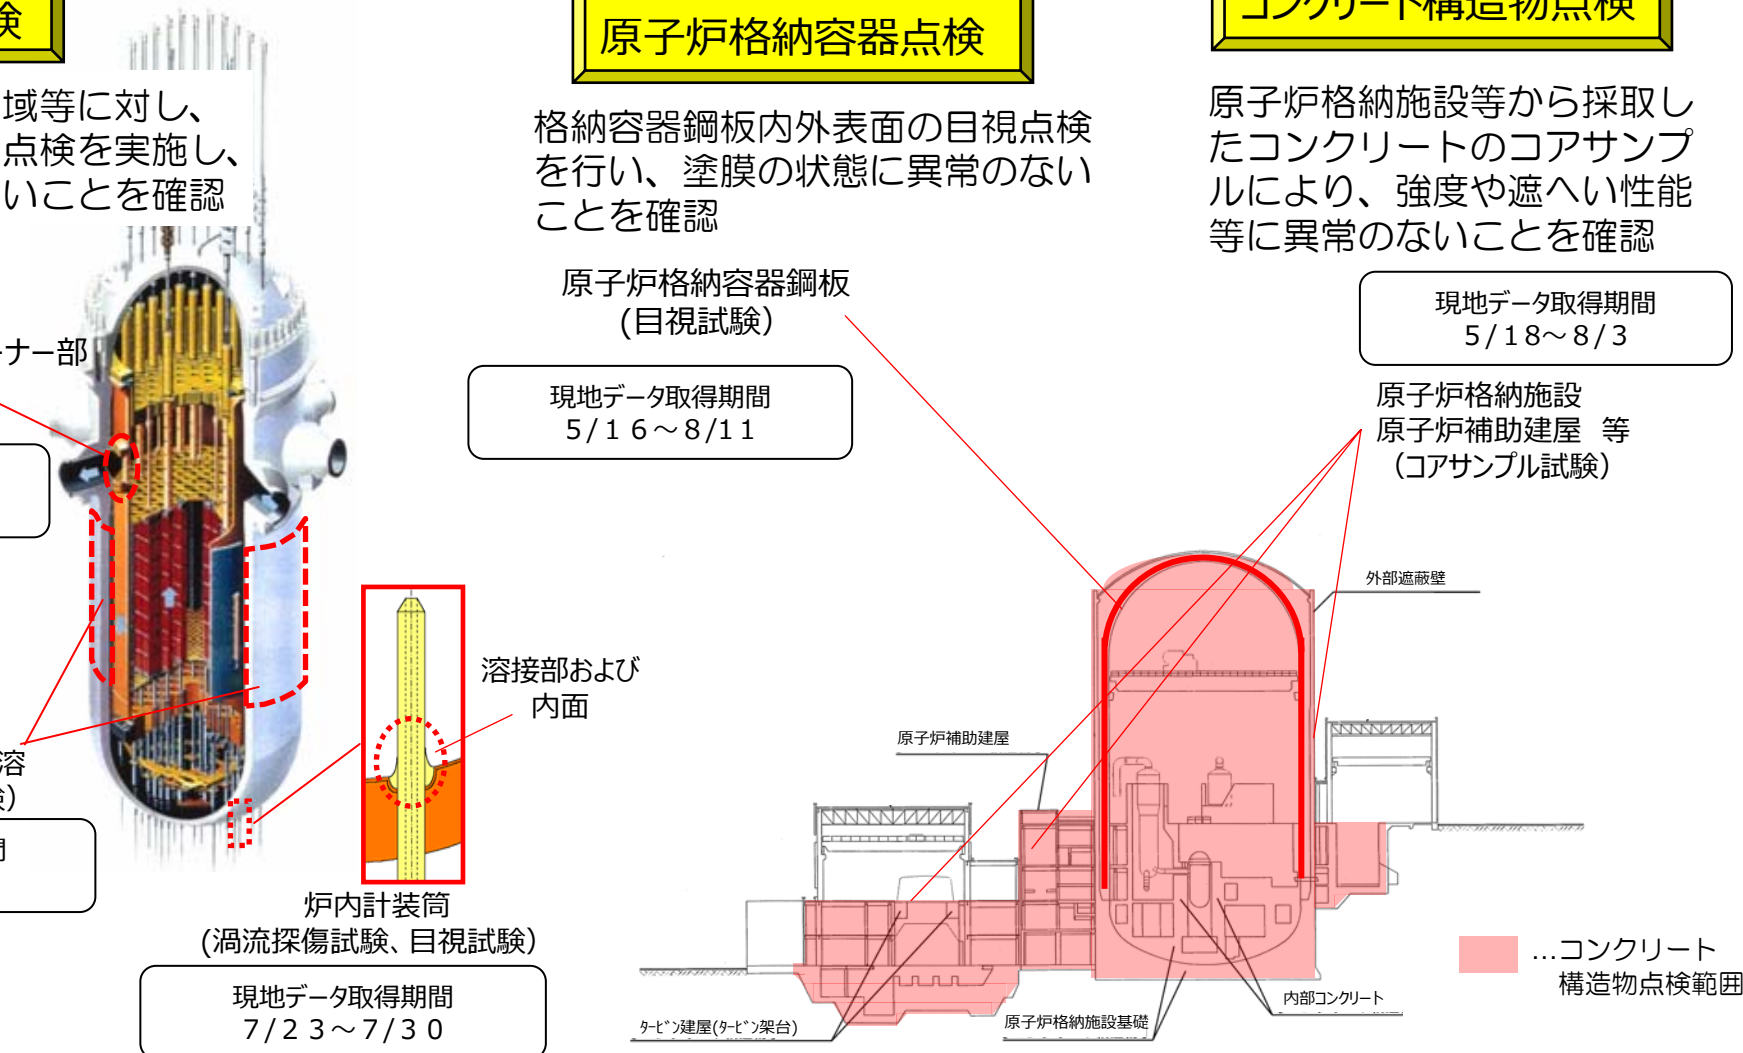 検
域等に対し、
点検を実施し、
いことを確認
ーナー部
溶
検)
間
溶接部および
内面
炉内計装筒
(渦流探傷試験、目視試験)
現地データ取得期間
7/23～7/30
原子炉格納容器点検
格納容器鋼板内外表面の目視点検
を行い、塗膜の状態に異常のない
ことを確認
原子炉格納容器鋼板
(目視試験)
現地データ取得期間
5/16～8/11
コンクリート構造物点検
原子炉格納施設等から採取し
たコンクリートのコアサンプ
ルにより、強度や遮へい性能
等に異常のないことを確認
現地データ取得期間
5/18～8/3
原子炉格納施設
原子炉補助建屋 等
(コアサンプル試験)
外部遮蔽壁
原子炉補助建屋
タービン建屋(タービン架台)
原子炉格納施設基礎
内部コンクリート
…コンクリート
構造物点検範囲